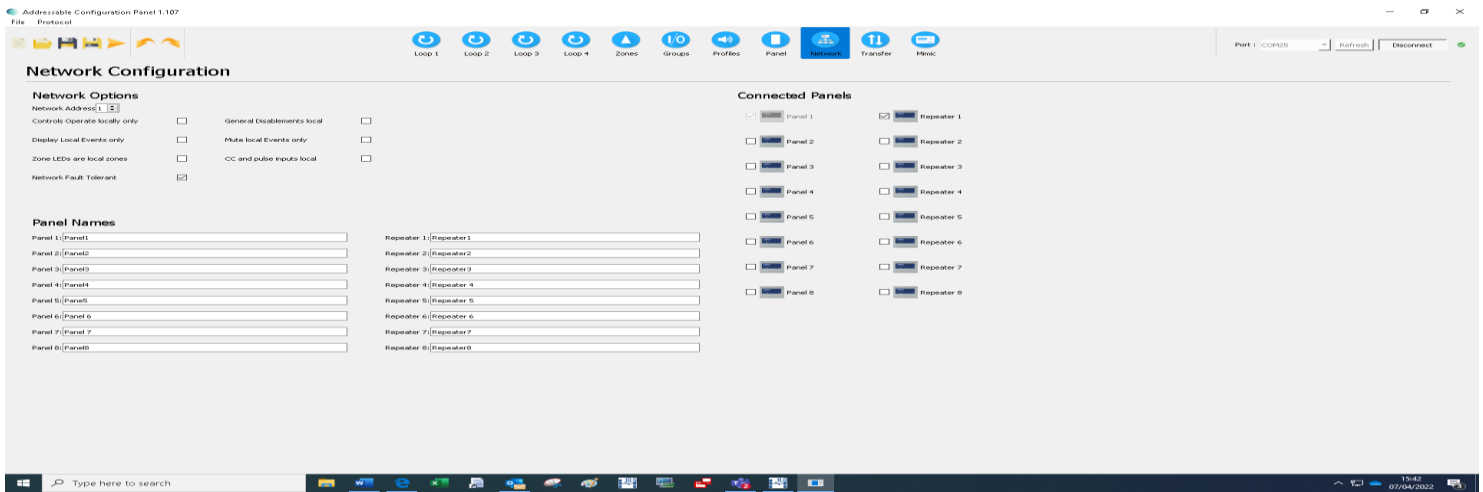 Addressable Configuration Panel 1.107
File Protocol
Loop 1 Loop 2 Loop 3 Loop 4 Zones Groups Profiles Panel Network Transfer Mimic
Port : COM25 Refresh Disconnect
Network Configuration
Network Options
Network Address 1
Controls Operate locally only General Disablements local
Display Local Events only Mute local Events only
Zone LEDs are local zones CC and pulse inputs local
Network Fault Tolerant
Panel Names
Panel 1: Panel1 Repeater 1: Repeater1
Panel 2: Panel2 Repeater 2: Repeater2
Panel 3: Panel3 Repeater 3: Repeater3
Panel 4: Panel4 Repeater 4: Repeater 4
Panel 5: Panel5 Repeater 5: Repeater 5
Panel 6: Panel 6 Repeater 6: Repeater 6
Panel 7: Panel 7 Repeater 7: Repeater7
Panel 8: Panel8 Repeater 8: Repeater8
Connected Panels
Panel 1 Repeater 1
Panel 2 Repeater 2
Panel 3 Repeater 3
Panel 4 Repeater 4
Panel 5 Repeater 5
Panel 6 Repeater 6
Panel 7 Repeater 7
Panel 8 Repeater 8
Type here to search
15:42
07/04/2022